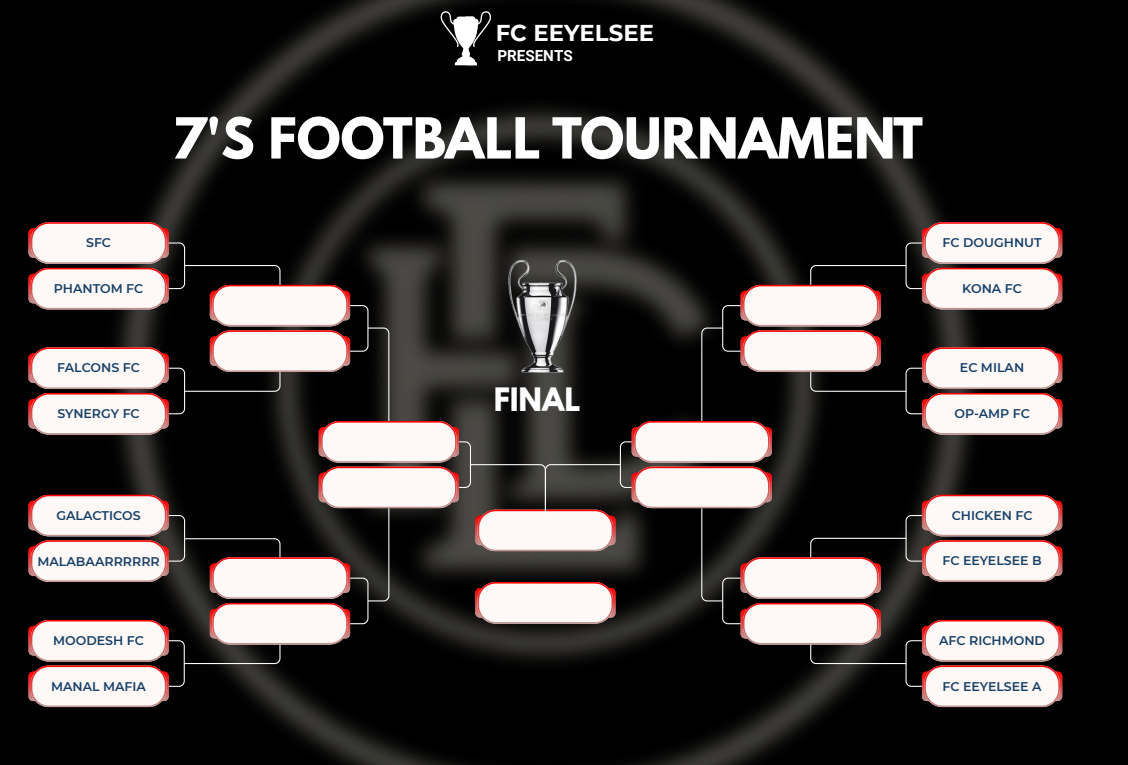 FC EEYELSEE
PRESENTS
7'S FOOTBALL TOURNAMENT
SFC
PHANTOM FC
FALCONS FC
SYNERGY FC
GALACTICOS
MALABAARRRRRR
MOODESH FC
MANAL MAFIA
FINAL
FC DOUGHNUT
KONA FC
EC MILAN
OP-AMP FC
CHICKEN FC
FC EEYELSEE B
AFC RICHMOND
FC EEYELSEE A